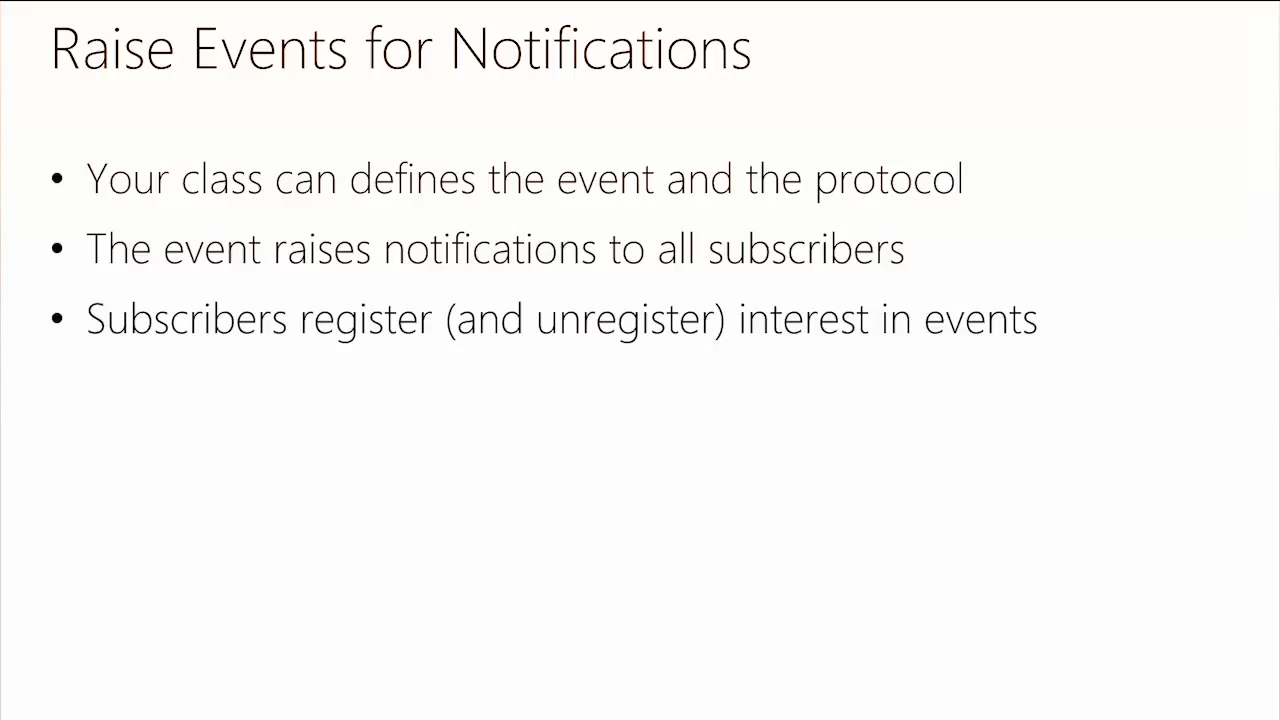 Raise Events for Notifications
• Your class can defines the event and the protocol
• The event raises notifications to all subscribers
• Subscribers register (and unregister) interest in events